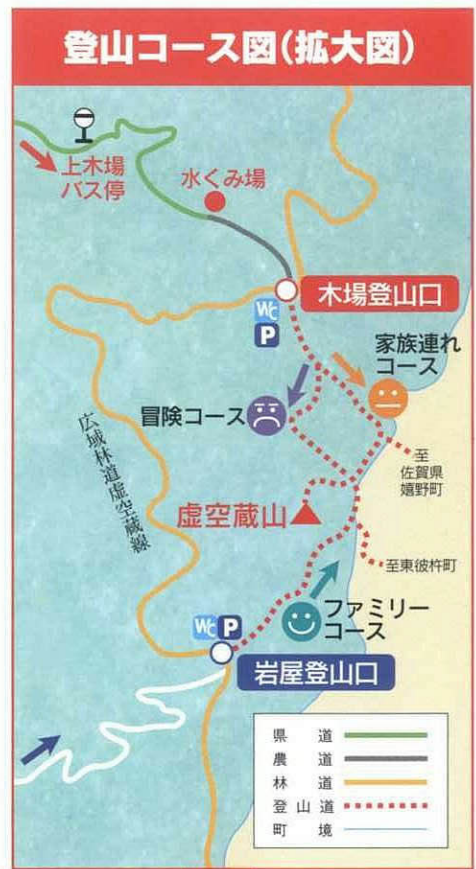 登山コース図(拡大図)
上木場
バス停
水くみ場
木場登山口
WC
P
家族連れ
コース
冒険コース
広域林道虚空蔵線
至
佐賀県
嬉野町
虚空蔵山
至東彼杵町
ファミリー
コース
WC P
岩屋登山口
県道
農道
林道
登山道
町境